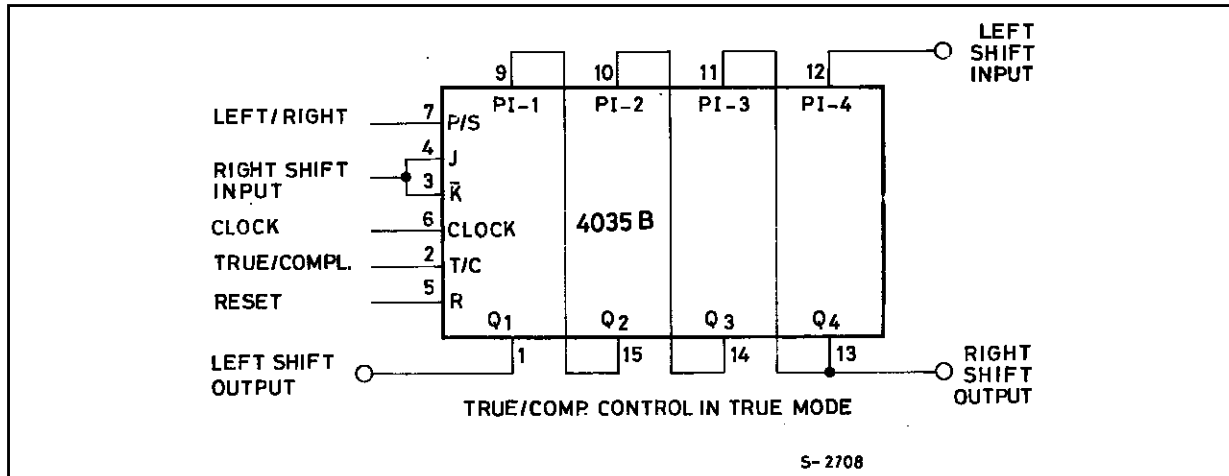 LEFT
SHIFT
INPUT
9 10 11 12
PI-1 PI-2 PI-3 PI-4
LEFT/RIGHT 7 P/S
4 J
RIGHT SHIFT
INPUT
3 K̅
4035 B
CLOCK 6 CLOCK
TRUE/COMPL. 2 T/C
RESET 5 R
Q1 Q2 Q3 Q4
1 15 14 13
LEFT SHIFT
OUTPUT
RIGHT
SHIFT
OUTPUT
TRUE/COMP. CONTROL IN TRUE MODE
S-2708